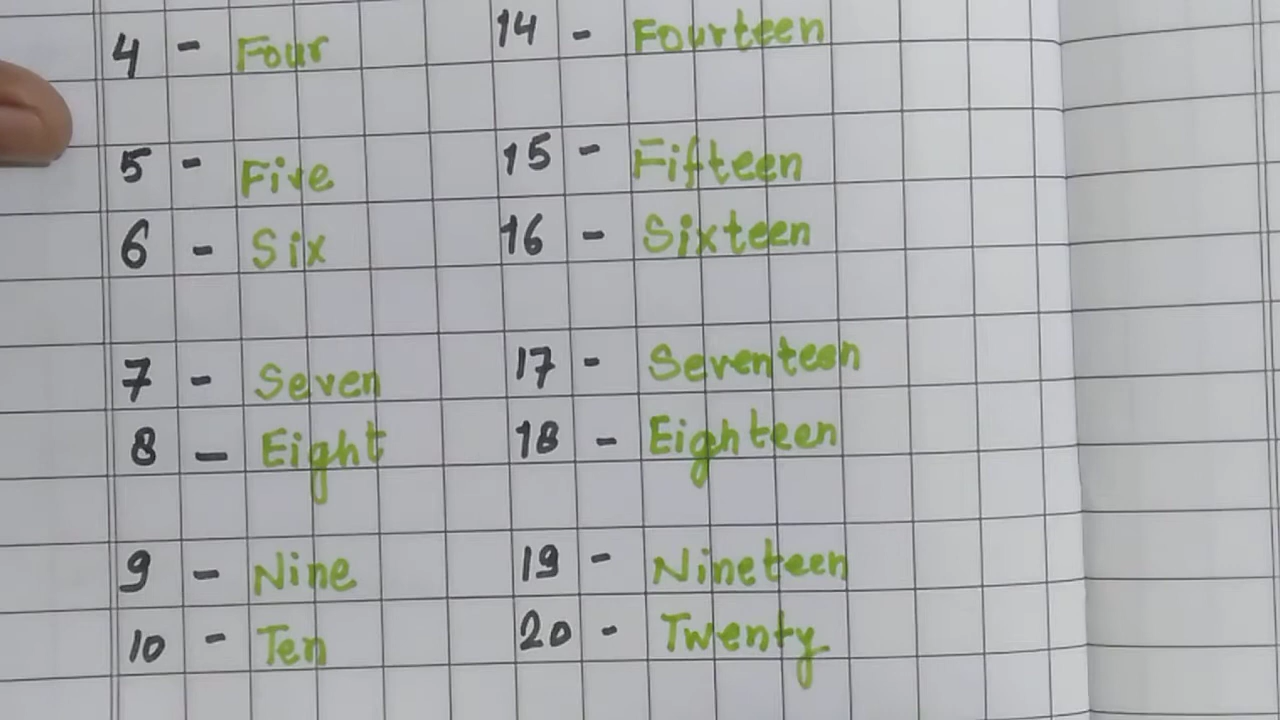 4 - Four 14 - Fourteen
5 - Five 15 - Fifteen
6 - Six 16 - Sixteen
7 - Seven 17 - Seventeen
8 - Eight 18 - Eighteen
9 - Nine 19 - Nineteen
10 - Ten 20 - Twenty